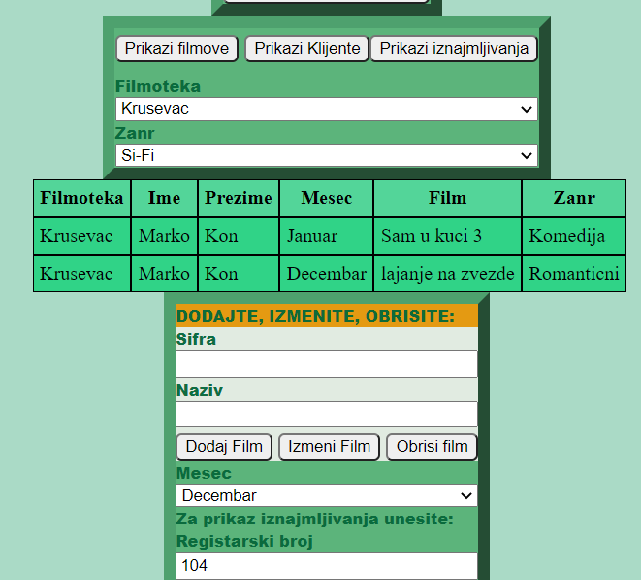 Prikazi filmove Prikazi Klijente Prikazi iznajmljivanja
Filmoteka
Krusevac
Zanr
Si-Fi
Filmoteka Ime Prezime Mesec Film Zanr
Krusevac Marko Kon Januar Sam u kuci 3 Komedija
Krusevac Marko Kon Decembar lajanje na zvezde Romanticni
DODAJTE, IZMENITE, OBRISITE:
Sifra
Naziv
Dodaj Film Izmeni Film Obrisi film
Mesec
Decembar
Za prikaz iznajmljivanja unesite:
Registarski broj
104